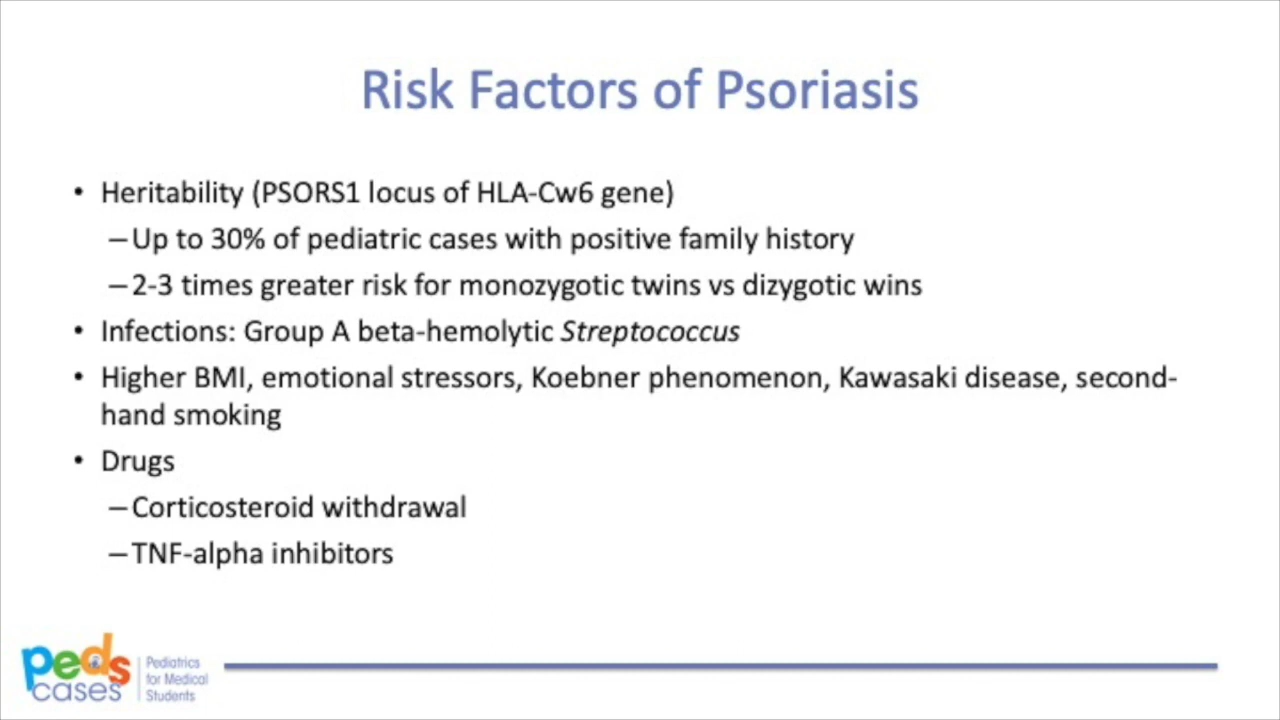 Risk Factors of Psoriasis
• Heritability (PSORS1 locus of HLA-Cw6 gene)
–Up to 30% of pediatric cases with positive family history
–2-3 times greater risk for monozygotic twins vs dizygotic wins
• Infections: Group A beta-hemolytic Streptococcus
• Higher BMI, emotional stressors, Koebner phenomenon, Kawasaki disease, second-
hand smoking
• Drugs
–Corticosteroid withdrawal
–TNF-alpha inhibitors
peds
cases
Pediatrics
for Medical
Students